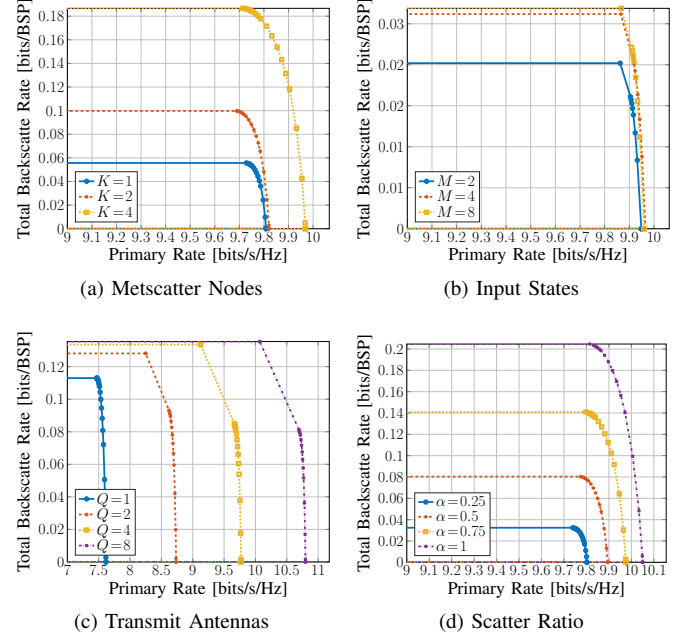 Total Backscatte Rate [bits/BSP]
0.18
0.16
0.14
0.12
0.1
0.08
0.06
0.04
0.02
0
K=1
K=2
K=4
9 9.1 9.2 9.3 9.4 9.5 9.6 9.7 9.8 9.9 10
Primary Rate [bits/s/Hz]
(a) Metscatter Nodes
Total Backscatte Rate [bits/BSP]
0.03
0.02
0.02
0.01
0.01
0
M=2
M=4
M=8
9 9.1 9.2 9.3 9.4 9.5 9.6 9.7 9.8 9.9 10
Primary Rate [bits/s/Hz]
(b) Input States
Total Backscatte Rate [bits/BSP]
0.12
0.1
0.08
0.06
0.04
0.02
0
Q=1
Q=2
Q=4
Q=8
7 7.5 8 8.5 9 9.5 10 10.5 11
Primary Rate [bits/s/Hz]
(c) Transmit Antennas
Total Backscatte Rate [bits/BSP]
0.2
0.18
0.16
0.14
0.12
0.1
0.08
0.06
0.04
0.02
0
α=0.25
α=0.5
α=0.75
α=1
9 9.1 9.2 9.3 9.4 9.5 9.6 9.7 9.8 9.9 10 10.1
Primary Rate [bits/s/Hz]
(d) Scatter Ratio